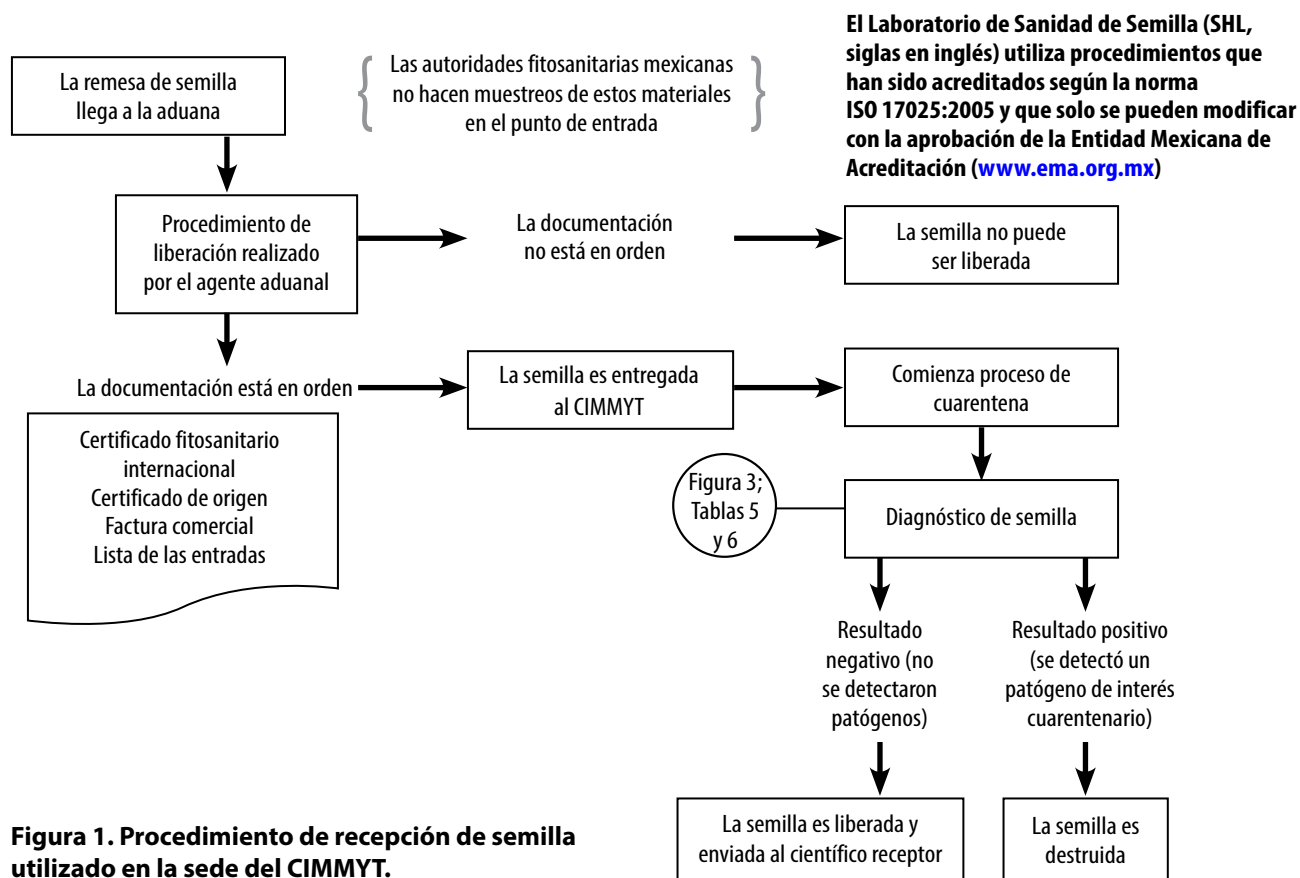 La remesa de semilla
llega a la aduana
Las autoridades fitosanitarias mexicanas
no hacen muestreos de estos materiales
en el punto de entrada
El Laboratorio de Sanidad de Semilla (SHL,
siglas en inglés) utiliza procedimientos que
han sido acreditados según la norma
ISO 17025:2005 y que solo se pueden modificar
con la aprobación de la Entidad Mexicana de
Acreditación (www.ema.org.mx)
Procedimiento de
liberación realizado
por el agente aduanal
La documentación
no está en orden
La semilla no puede
ser liberada
La documentación está en orden
La semilla es entregada
al CIMMYT
Comienza proceso de
cuarentena
Certificado fitosanitario
internacional
Certificado de origen
Factura comercial
Lista de las entradas
Figura 3;
Tablas 5
y 6
Diagnóstico de semilla
Resultado
negativo (no
se detectaron
patógenos)
Resultado positivo
(se detectó un
patógeno de interés
cuarentenario)
La semilla es liberada y
enviada al científico receptor
La semilla es
destruida
Figura 1. Procedimiento de recepción de semilla
utilizado en la sede del CIMMYT.